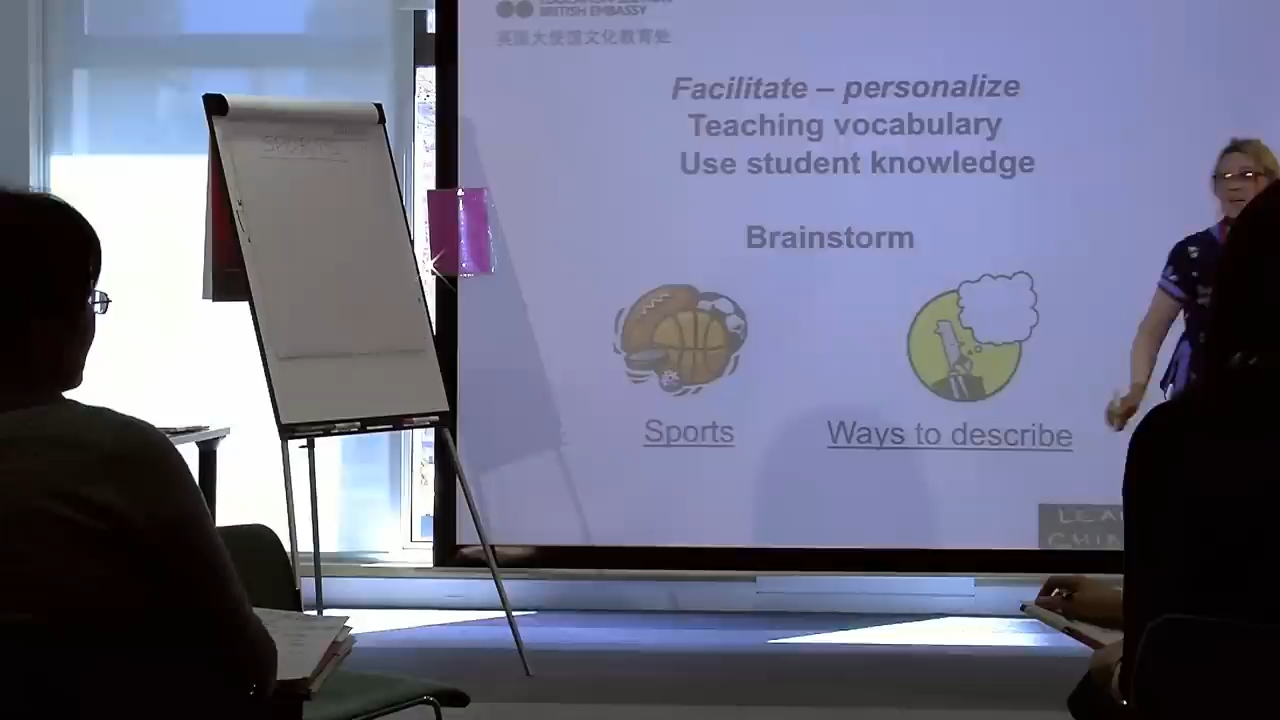 BRITISH EMBASSY
英国大使馆文化教育处
Facilitate – personalize
Teaching vocabulary
Use student knowledge
Brainstorm
Sports
Ways to describe
SPORTS